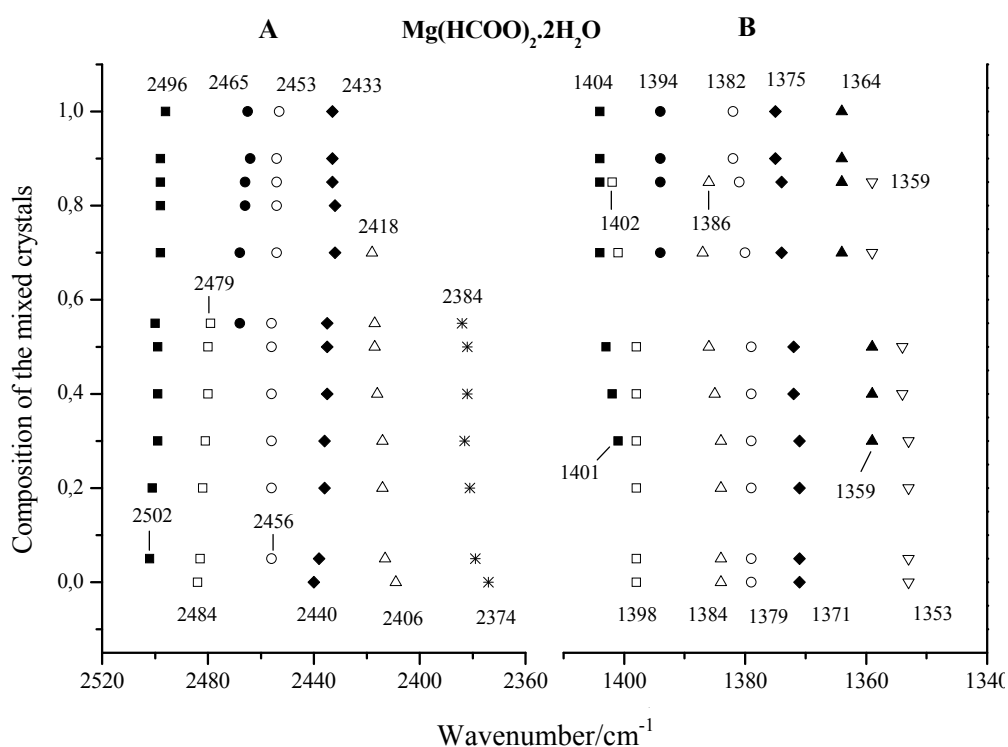 A Mg(HCOO)₂.2H₂O B
2496 2465 2453 2433 1404 1394 1382 1375 1364
1,0
1359
0,8
2418 1402 1386
0,6
2479 2384
Composition of the mixed crystals
0,4
1401 1359
0,2
2502 2456
0,0
2484 2440 2406 2374 1398 1384 1379 1371 1353
2520 2480 2440 2400 2360 1400 1380 1360 1340
Wavenumber/cm⁻¹